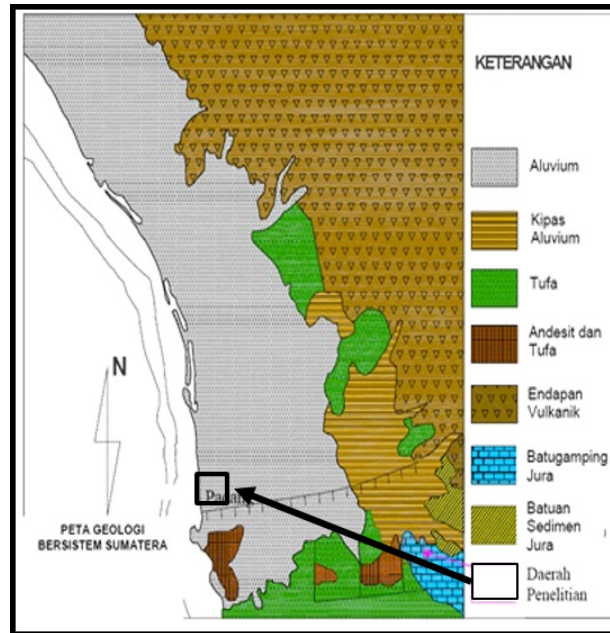 KETERANGAN
Aluvium
Kipas
Aluvium
Tufa
Andesit dan
Tufa
Endapan
Vulkanik
Batugamping
Jura
Batuan
Sedimen
Jura
Daerah
Penelitian
N
Padang
PETA GEOLOGI
BERSISTEM SUMATERA